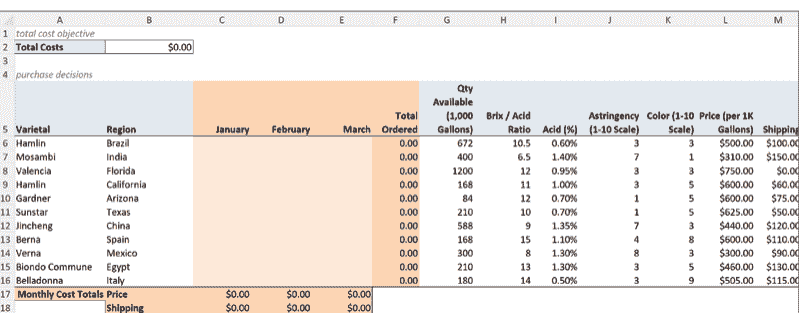 A B C D E F G H I J K L M
1 total cost objective
2 Total Costs $0.00
3
4 purchase decisions
Qty
Available
Total (1,000 Brix / Acid Astringency Color (1-10 Price (per 1K
5 Varietal Region January February March Ordered Gallons) Ratio Acid (%) (1-10 Scale) Scale) Gallons) Shipping
6 Hamlin Brazil 0.00 672 10.5 0.60% 3 3 $500.00 $100.00
7 Mosambi India 0.00 400 6.5 1.40% 7 1 $310.00 $150.00
8 Valencia Florida 0.00 1200 12 0.95% 3 3 $750.00 $0.00
9 Hamlin California 0.00 168 11 1.00% 3 5 $600.00 $60.00
10 Gardner Arizona 0.00 84 12 0.70% 1 5 $600.00 $75.00
11 Sunstar Texas 0.00 210 10 0.70% 1 5 $625.00 $50.00
12 Jincheng China 0.00 588 9 1.35% 7 3 $440.00 $120.00
13 Berna Spain 0.00 168 15 1.10% 4 8 $600.00 $110.00
14 Verna Mexico 0.00 300 8 1.30% 8 3 $300.00 $90.00
15 Biondo Commune Egypt 0.00 210 13 1.30% 3 5 $460.00 $130.00
16 Belladonna Italy 0.00 180 14 0.50% 3 9 $505.00 $115.00
17 Monthly Cost Totals Price $0.00 $0.00 $0.00
18 Shipping $0.00 $0.00 $0.00